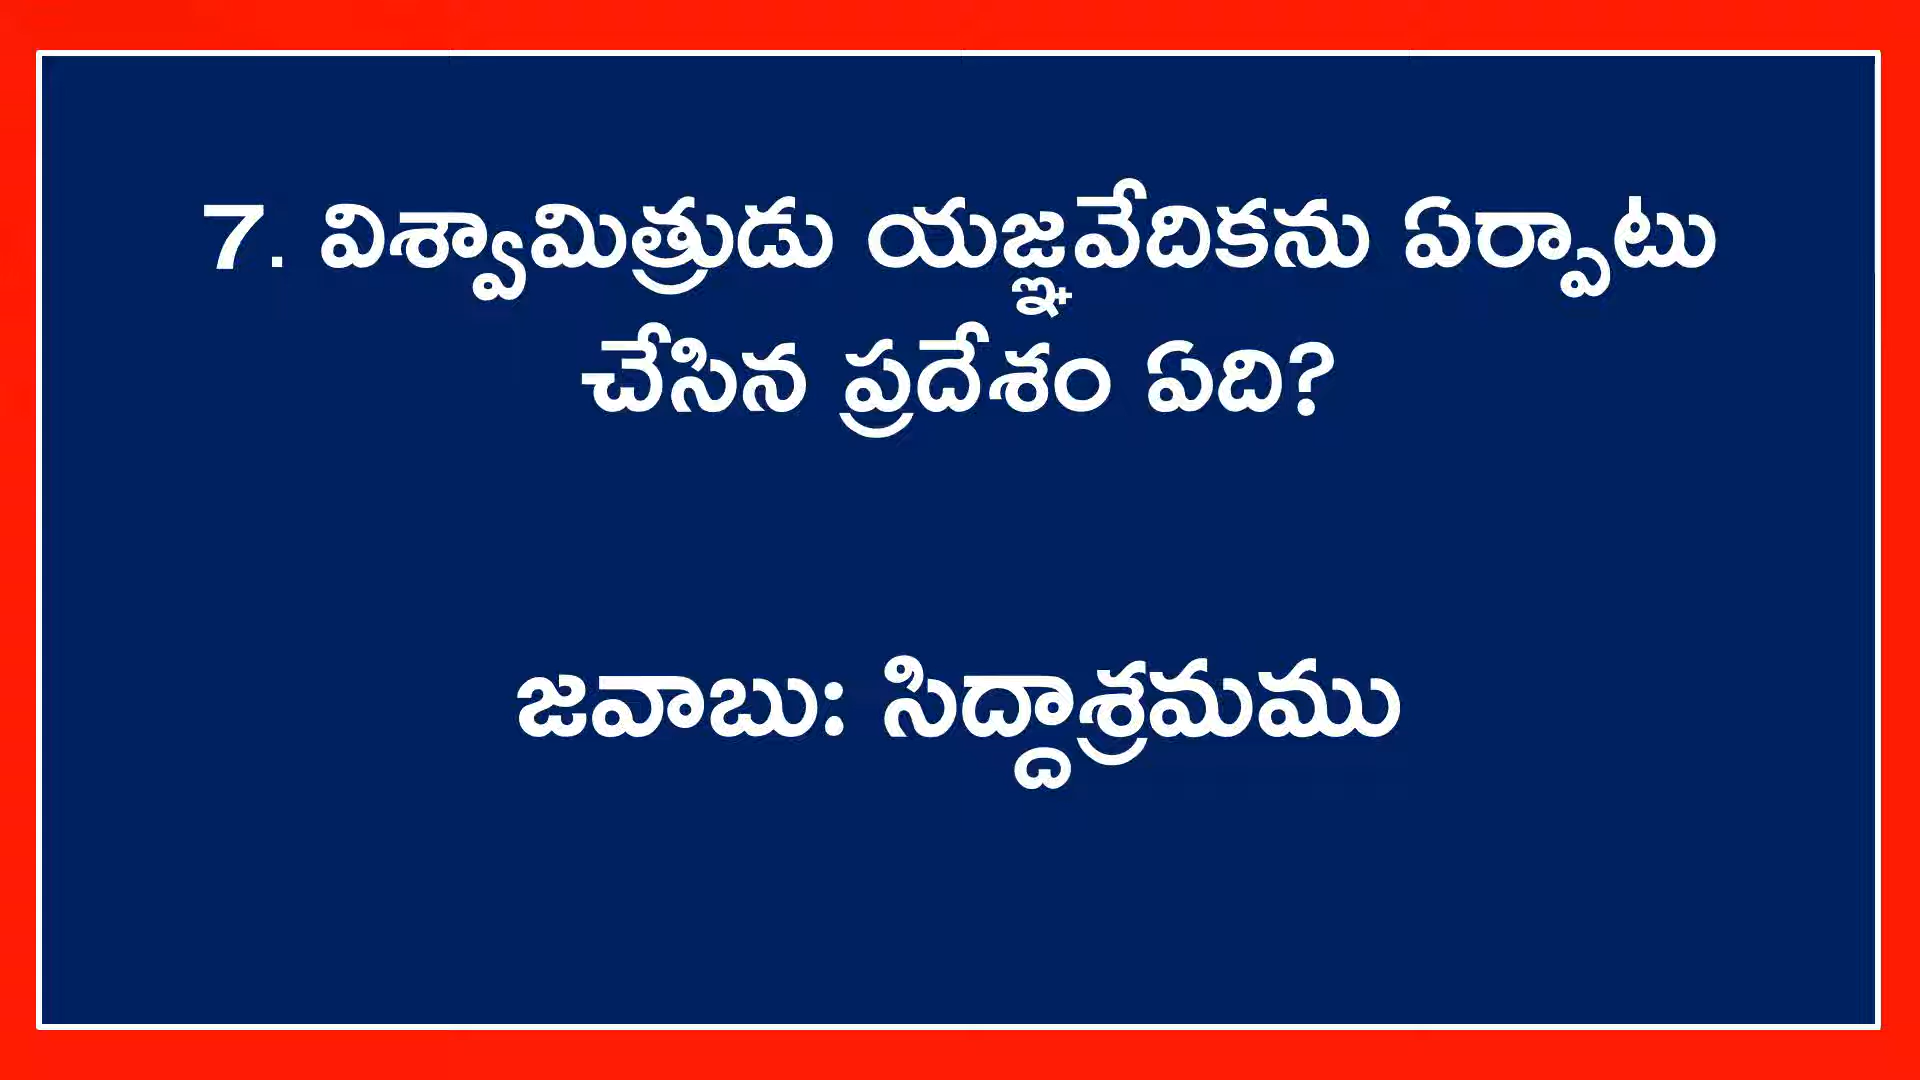 7. విశ్వామిత్రుడు యజ్ఞవేదికను ఏర్పాటు
చేసిన ప్రదేశం ఏది?
జవాబు: సిద్దాశ్రమము